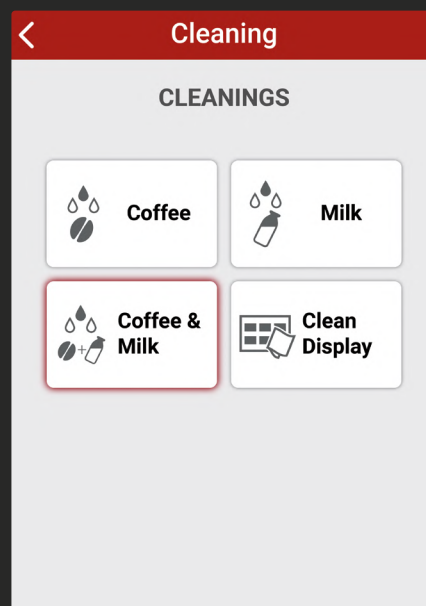 Cleaning
CLEANINGS
Coffee
Milk
Coffee &
Milk
Clean
Display